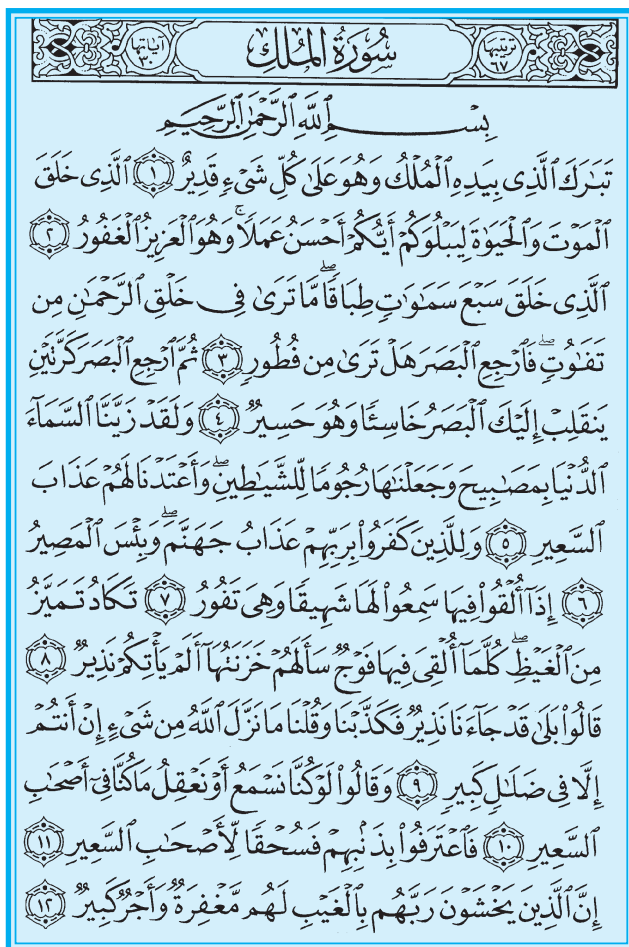 ترتيبها ٦٧ سُورَةُ الْمُلْكِ آياتها ٣٠
بِسْمِ ٱللَّهِ ٱلرَّحْمَٰنِ ٱلرَّحِيمِ
تَبَٰرَكَ ٱلَّذِى بِيَدِهِ ٱلْمُلْكُ وَهُوَ عَلَىٰ كُلِّ شَىْءٍ قَدِيرٌ ١ ٱلَّذِى خَلَقَ
ٱلْمَوْتَ وَٱلْحَيَوٰةَ لِيَبْلُوَكُمْ أَيُّكُمْ أَحْسَنُ عَمَلًا ۚ وَهُوَ ٱلْعَزِيزُ ٱلْغَفُورُ ٢
ٱلَّذِى خَلَقَ سَبْعَ سَمَٰوَٰتٍ طِبَاقًا ۖ مَّا تَرَىٰ فِى خَلْقِ ٱلرَّحْمَٰنِ مِن
تَفَٰوُتٍ ۖ فَٱرْجِعِ ٱلْبَصَرَ هَلْ تَرَىٰ مِن فُطُورٍ ٣ ثُمَّ ٱرْجِعِ ٱلْبَصَرَ كَرَّتَيْنِ
يَنقَلِبْ إِلَيْكَ ٱلْبَصَرُ خَاسِئًا وَهُوَ حَسِيرٌ ٤ وَلَقَدْ زَيَّنَّا ٱلسَّمَآءَ
ٱلدُّنْيَا بِمَصَٰبِيحَ وَجَعَلْنَٰهَا رُجُومًا لِّلشَّيَٰطِينِ ۖ وَأَعْتَدْنَا لَهُمْ عَذَابَ
ٱلسَّعِيرِ ٥ وَلِلَّذِينَ كَفَرُوا۟ بِرَبِّهِمْ عَذَابُ جَهَنَّمَ ۖ وَبِئْسَ ٱلْمَصِيرُ
٦ إِذَآ أُلْقُوا۟ فِيهَا سَمِعُوا۟ لَهَا شَهِيقًا وَهِىَ تَفُورُ ٧ تَكَادُ تَمَيَّزُ
مِنَ ٱلْغَيْظِ ۖ كُلَّمَآ أُلْقِىَ فِيهَا فَوْجٌ سَأَلَهُمْ خَزَنَتُهَآ أَلَمْ يَأْتِكُمْ نَذِيرٌ ٨
قَالُوا۟ بَلَىٰ قَدْ جَآءَنَا نَذِيرٌ فَكَذَّبْنَا وَقُلْنَا مَا نَزَّلَ ٱللَّهُ مِن شَىْءٍ إِنْ أَنتُمْ
إِلَّا فِى ضَلَٰلٍ كَبِيرٍ ٩ وَقَالُوا۟ لَوْ كُنَّا نَسْمَعُ أَوْ نَعْقِلُ مَا كُنَّا فِىٓ أَصْحَٰبِ
ٱلسَّعِيرِ ١٠ فَٱعْتَرَفُوا۟ بِذَنۢبِهِمْ فَسُحْقًا لِّأَصْحَٰبِ ٱلسَّعِيرِ ١١
إِنَّ ٱلَّذِينَ يَخْشَوْنَ رَبَّهُم بِٱلْغَيْبِ لَهُم مَّغْفِرَةٌ وَأَجْرٌ كَبِيرٌ ١٢